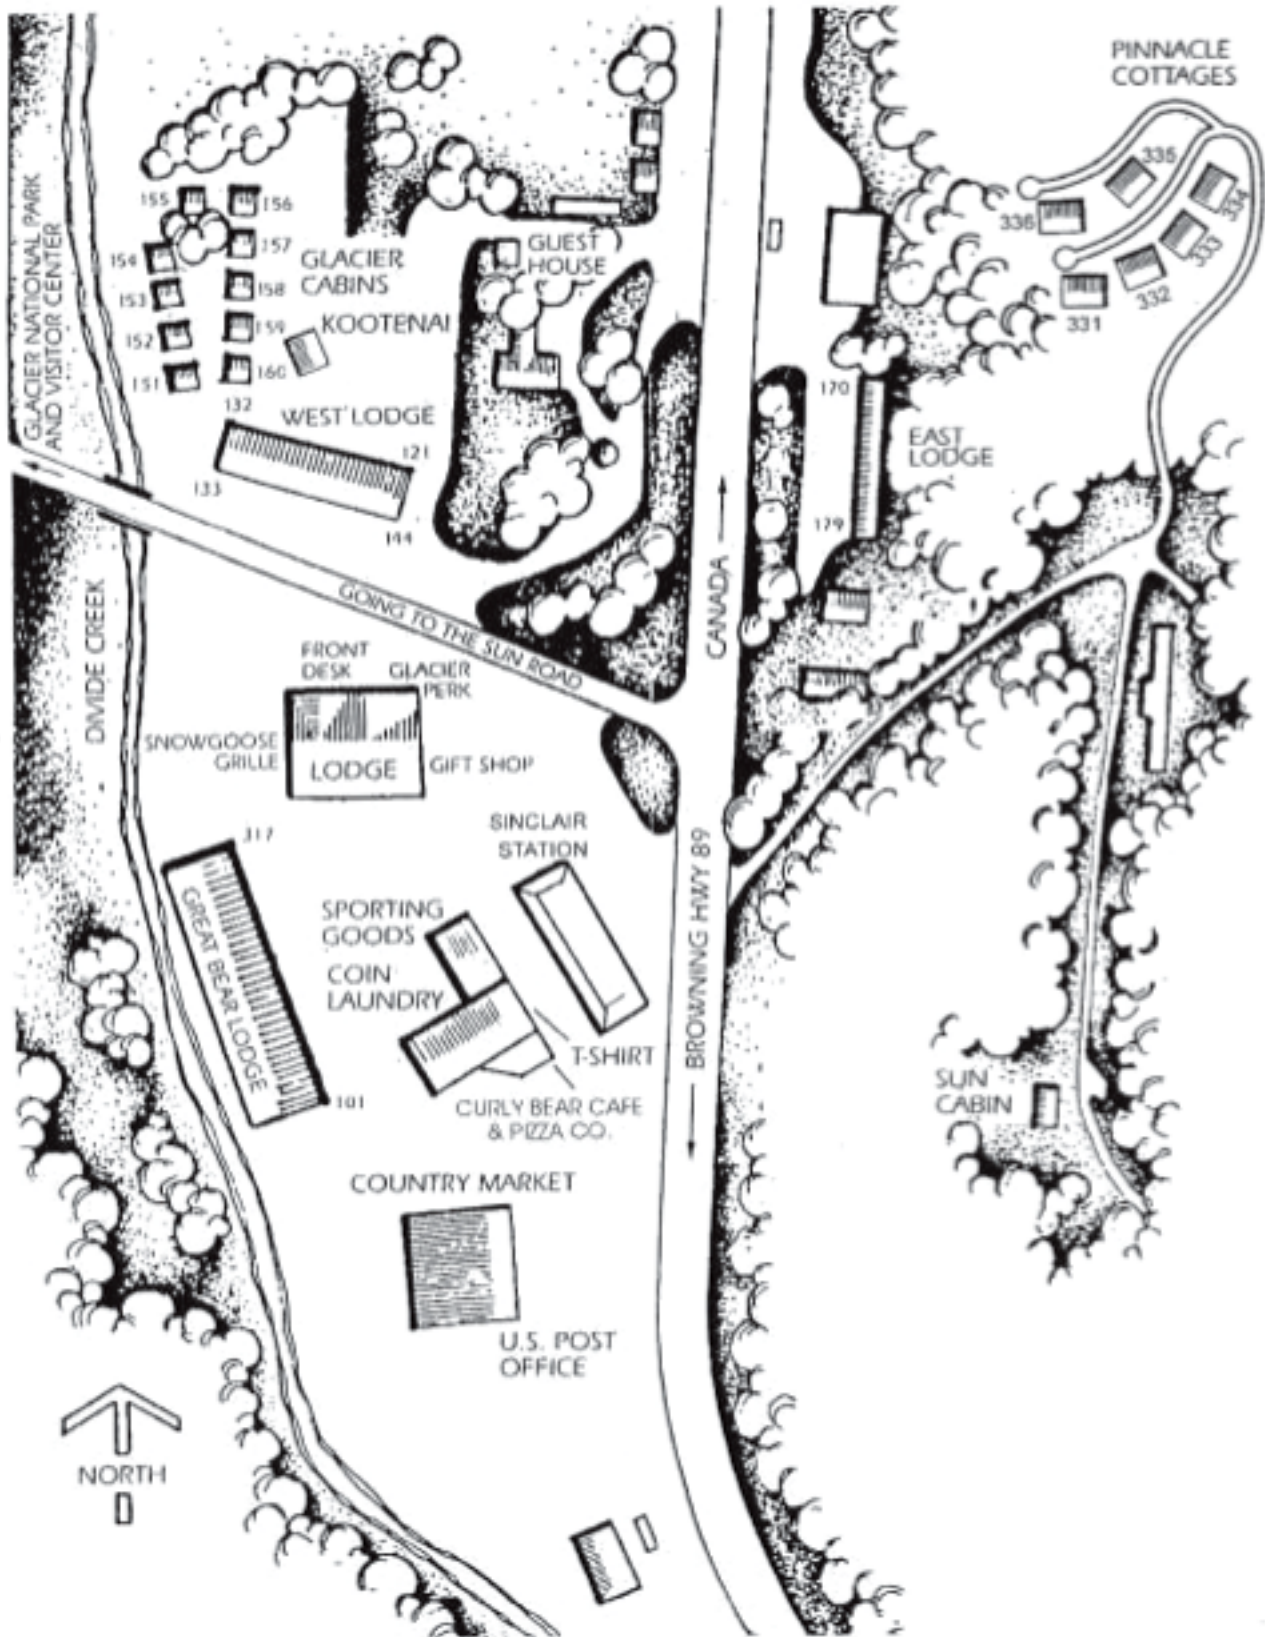 PINNACLE
COTTAGES
335
334
336
333
332
331
GLACIER NATIONAL PARK
AND VISITOR CENTER
155
156
154
157
153
158
152
159
151
160
GLACIER
CABINS
KOOTENAI
GUEST
HOUSE
132
WEST LODGE
121
133
144
170
EAST
LODGE
179
CANADA
GOING TO THE SUN ROAD
DIVIDE CREEK
FRONT
DESK
GLACIER
PERK
SNOWGOOSE
GRILLE
LODGE
GIFT SHOP
SINCLAIR
STATION
317
GREAT BEAR LODGE
101
SPORTING
GOODS
COIN
LAUNDRY
T-SHIRT
CURLY BEAR CAFE
& PIZZA CO.
BROWNING HWY 89
SUN
CABIN
COUNTRY MARKET
U.S. POST
OFFICE
NORTH